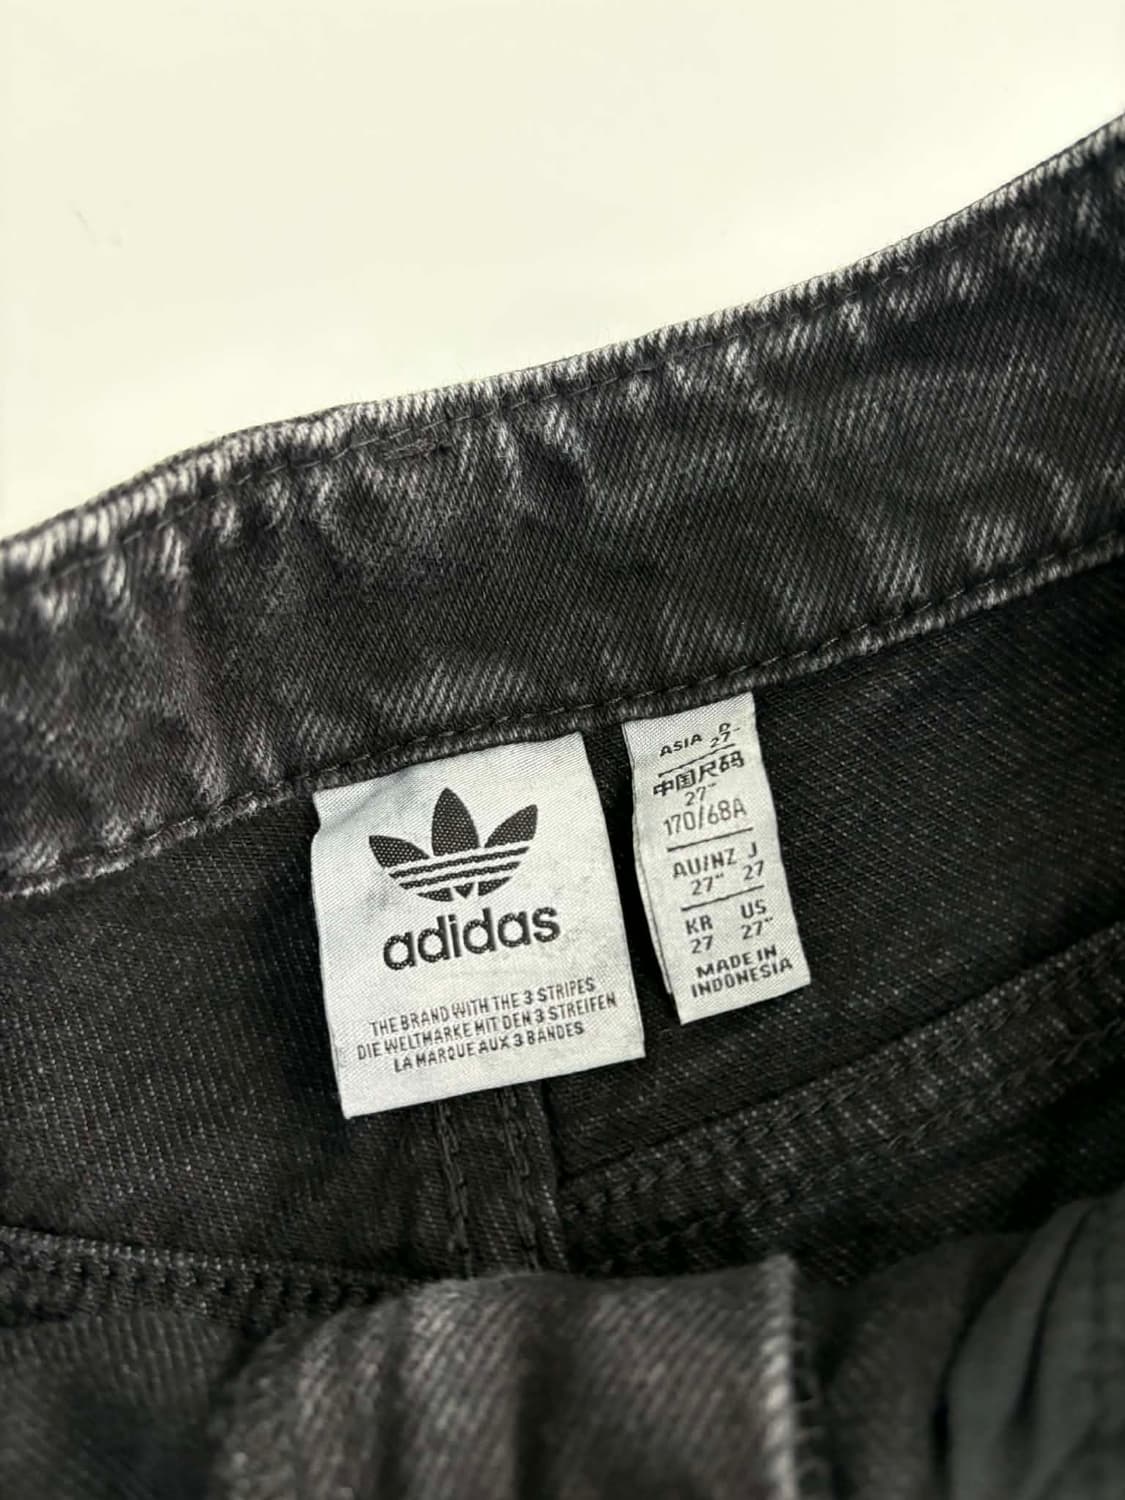 adidas
THE BRAND WITH THE 3 STRIPES
DIE WELTMARKE MIT DEN 3 STREIFEN
LA MARQUE AUX 3 BANDES
ASIA
27"
中国尺码
27"
170/68A
AU/NZ J
27" 27
KR US
27 27"
MADE IN
INDONESIA